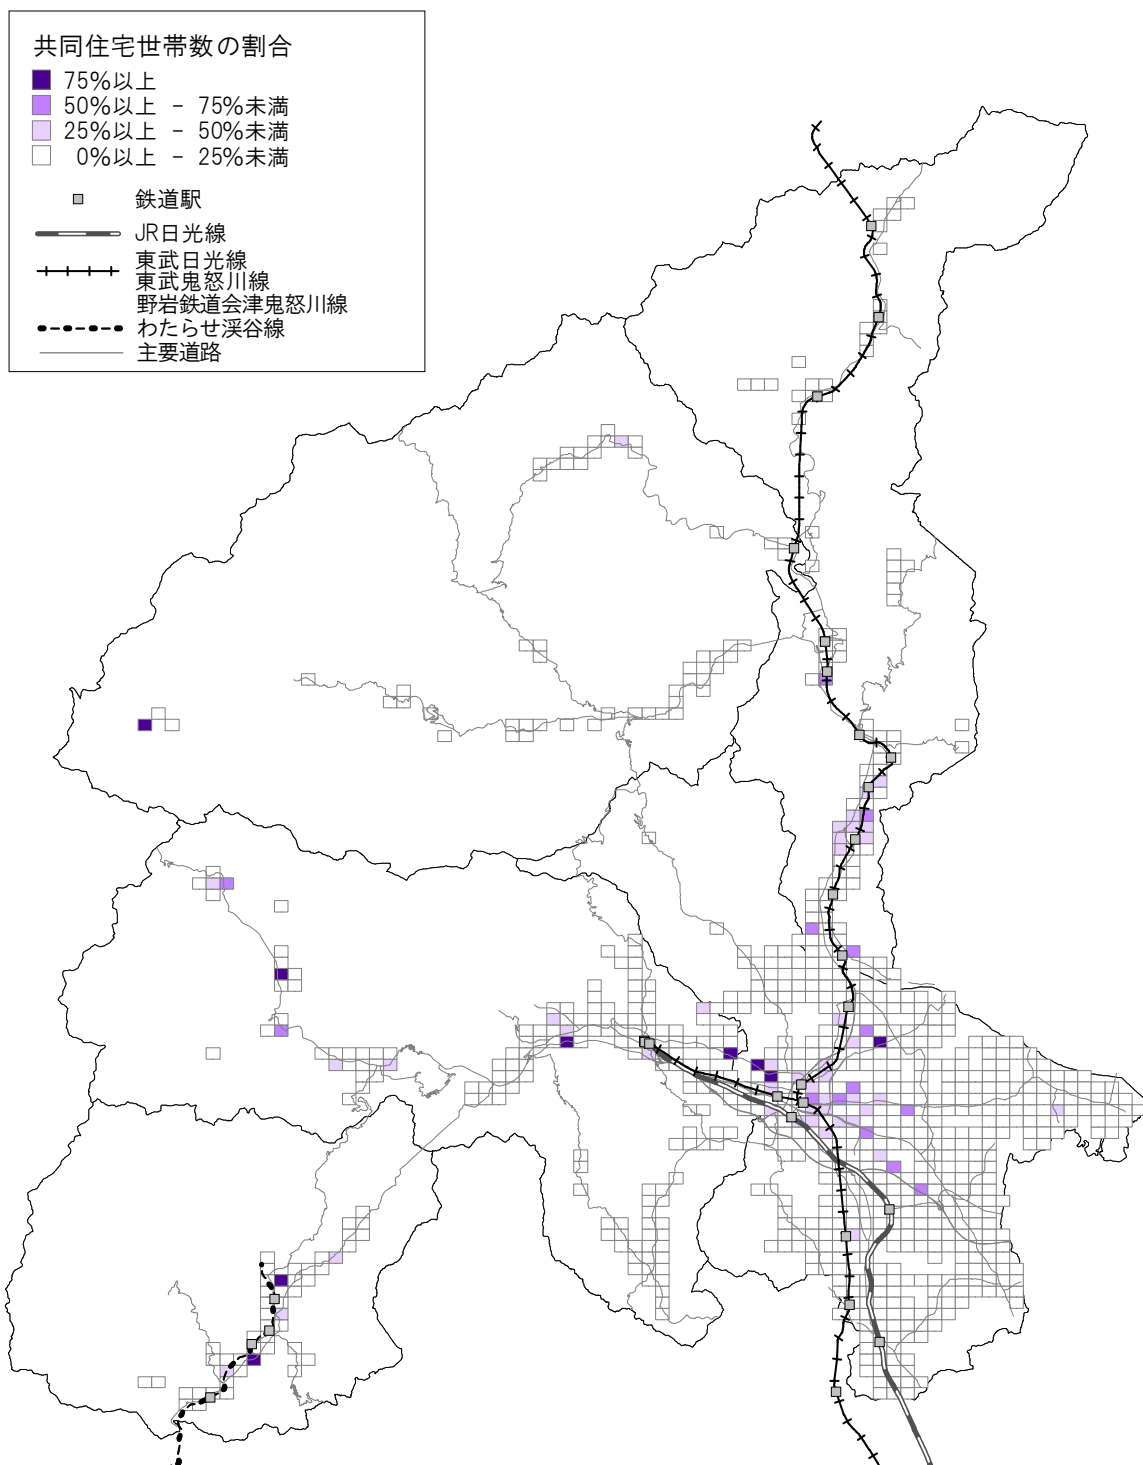 共同住宅世帯数の割合
75%以上
50%以上 - 75%未満
25%以上 - 50%未満
0%以上 - 25%未満
鉄道駅
JR日光線
東武日光線
東武鬼怒川線
野岩鉄道会津鬼怒川線
わたらせ渓谷線
主要道路